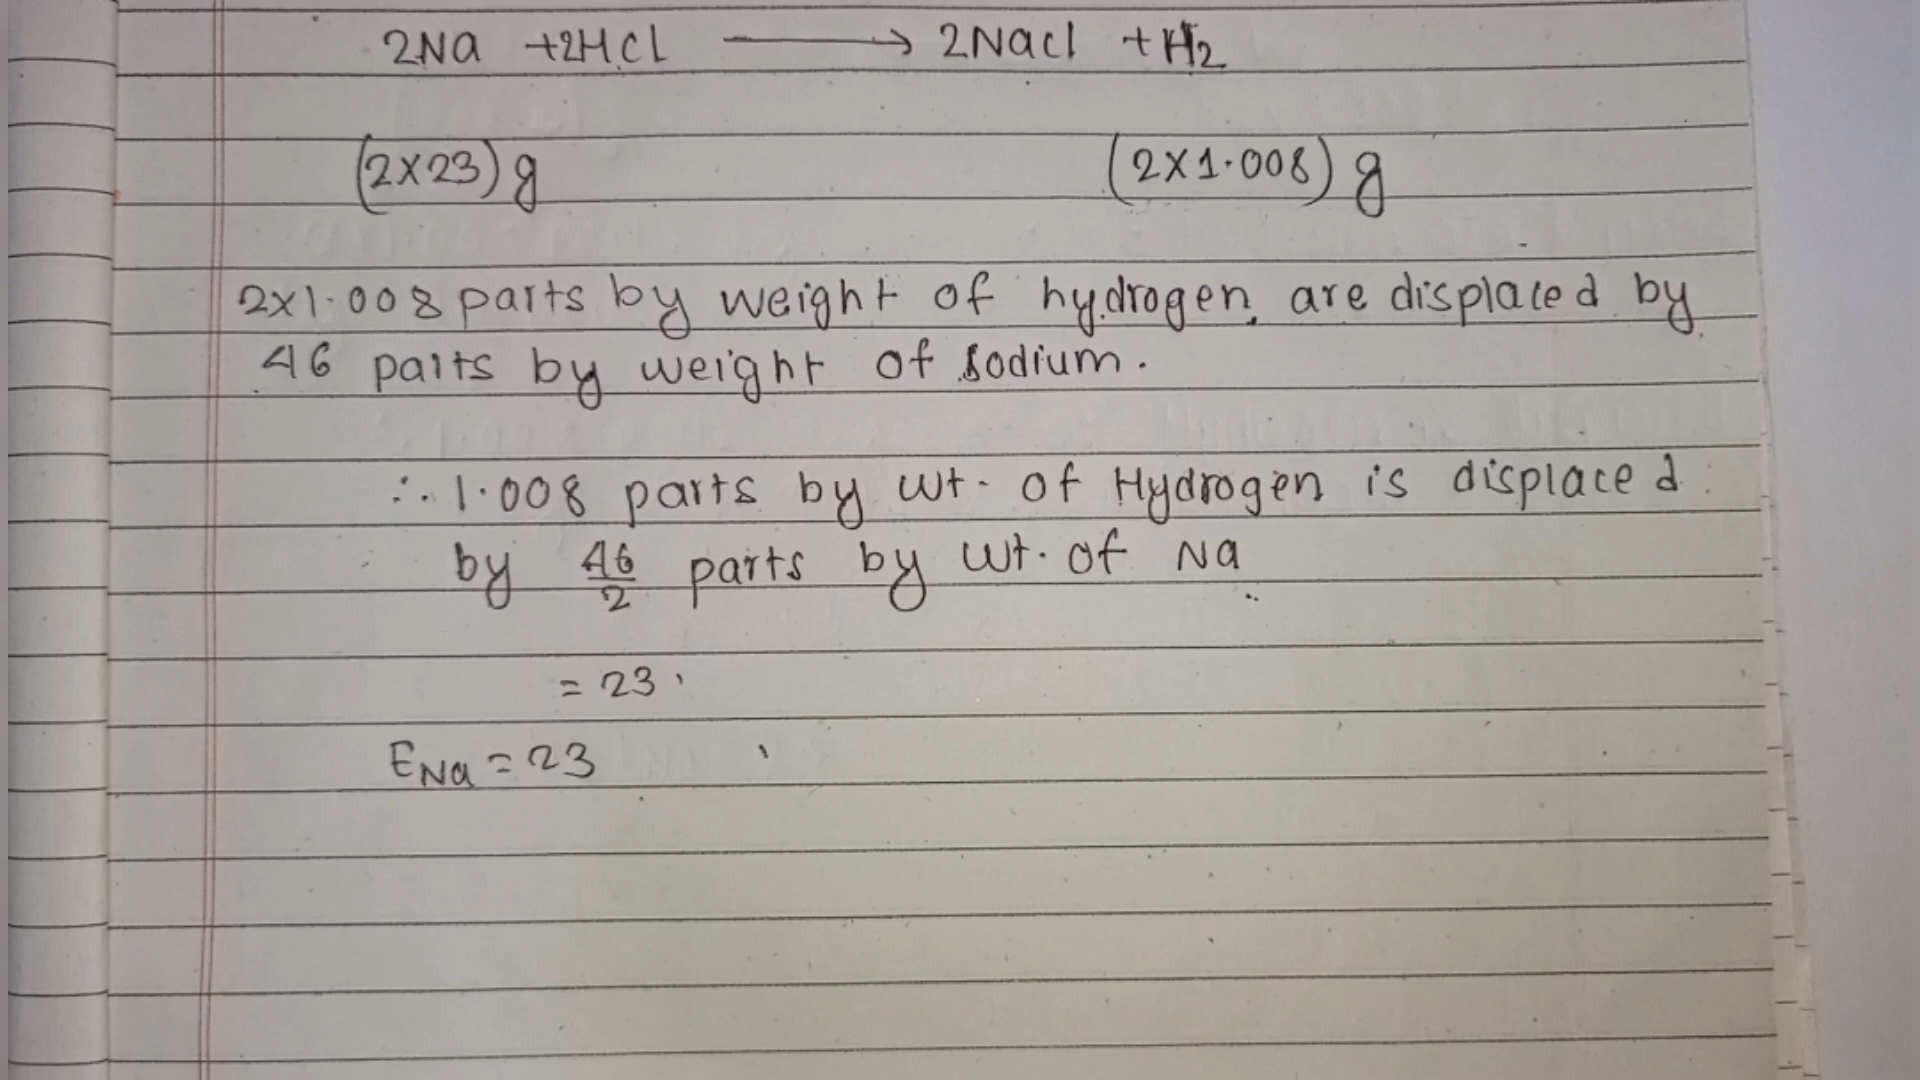 2Na +2HCl ⟶ 2Nacl + H₂
(2×23) g (2×1.008) g
2×1.008 parts by weight of hydrogen are displaced by
46 parts by weight of sodium.
∴ 1.008 parts by wt. of Hydrogen is displaced
by 46/2 parts by wt. of Na
= 23
E_Na = 23